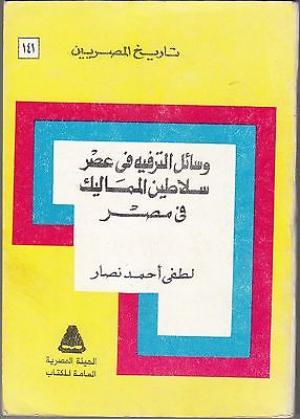 تاريخ المصريين
١٤١
وسائل الترفيه فى عصر
سلاطين المماليك
فى مصر
لطفى أحمد نصار
الهيئة المصرية
العامة للكتاب